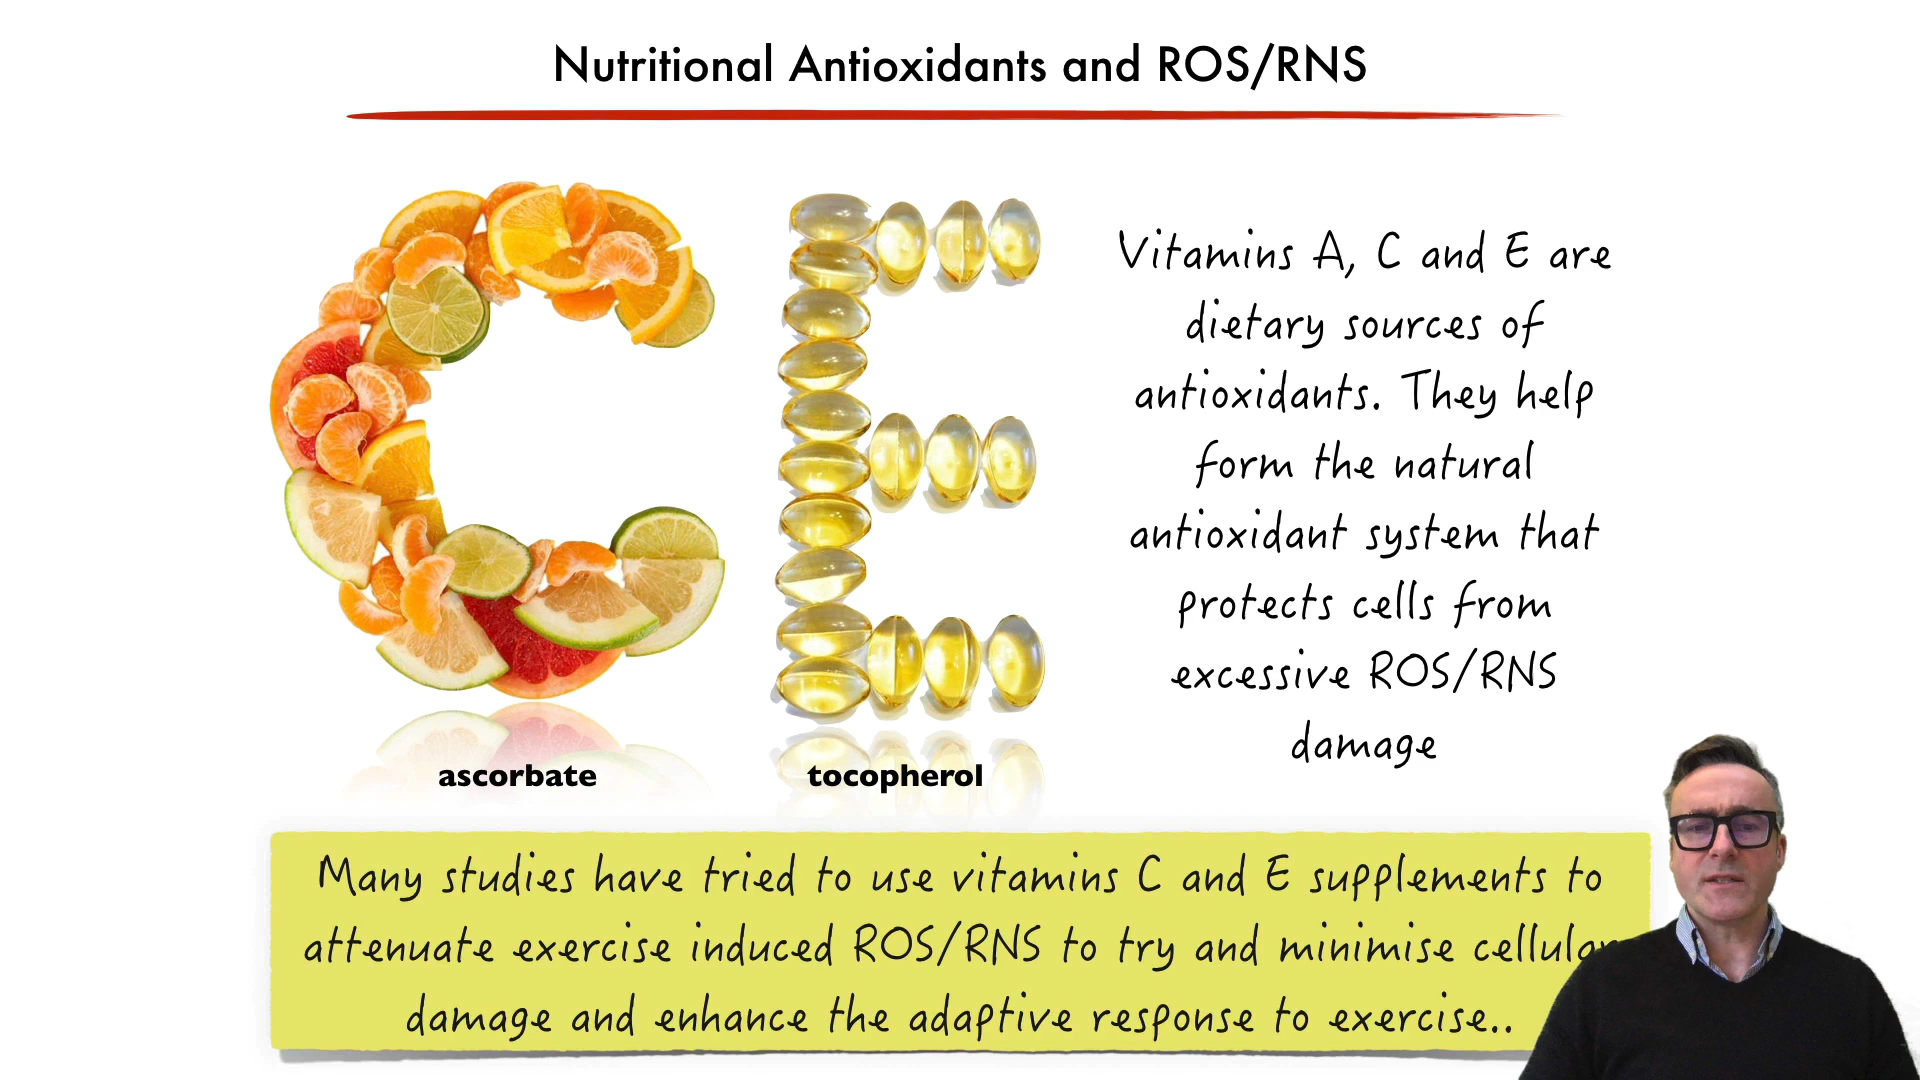 Nutritional Antioxidants and ROS/RNS
Vitamins A, C and E are
dietary sources of
antioxidants. They help
form the natural
antioxidant system that
protects cells from
excessive ROS/RNS
damage
C E
ascorbate
tocopherol
Many studies have tried to use vitamins C and E supplements to
attenuate exercise induced ROS/RNS to try and minimise cellular
damage and enhance the adaptive response to exercise..